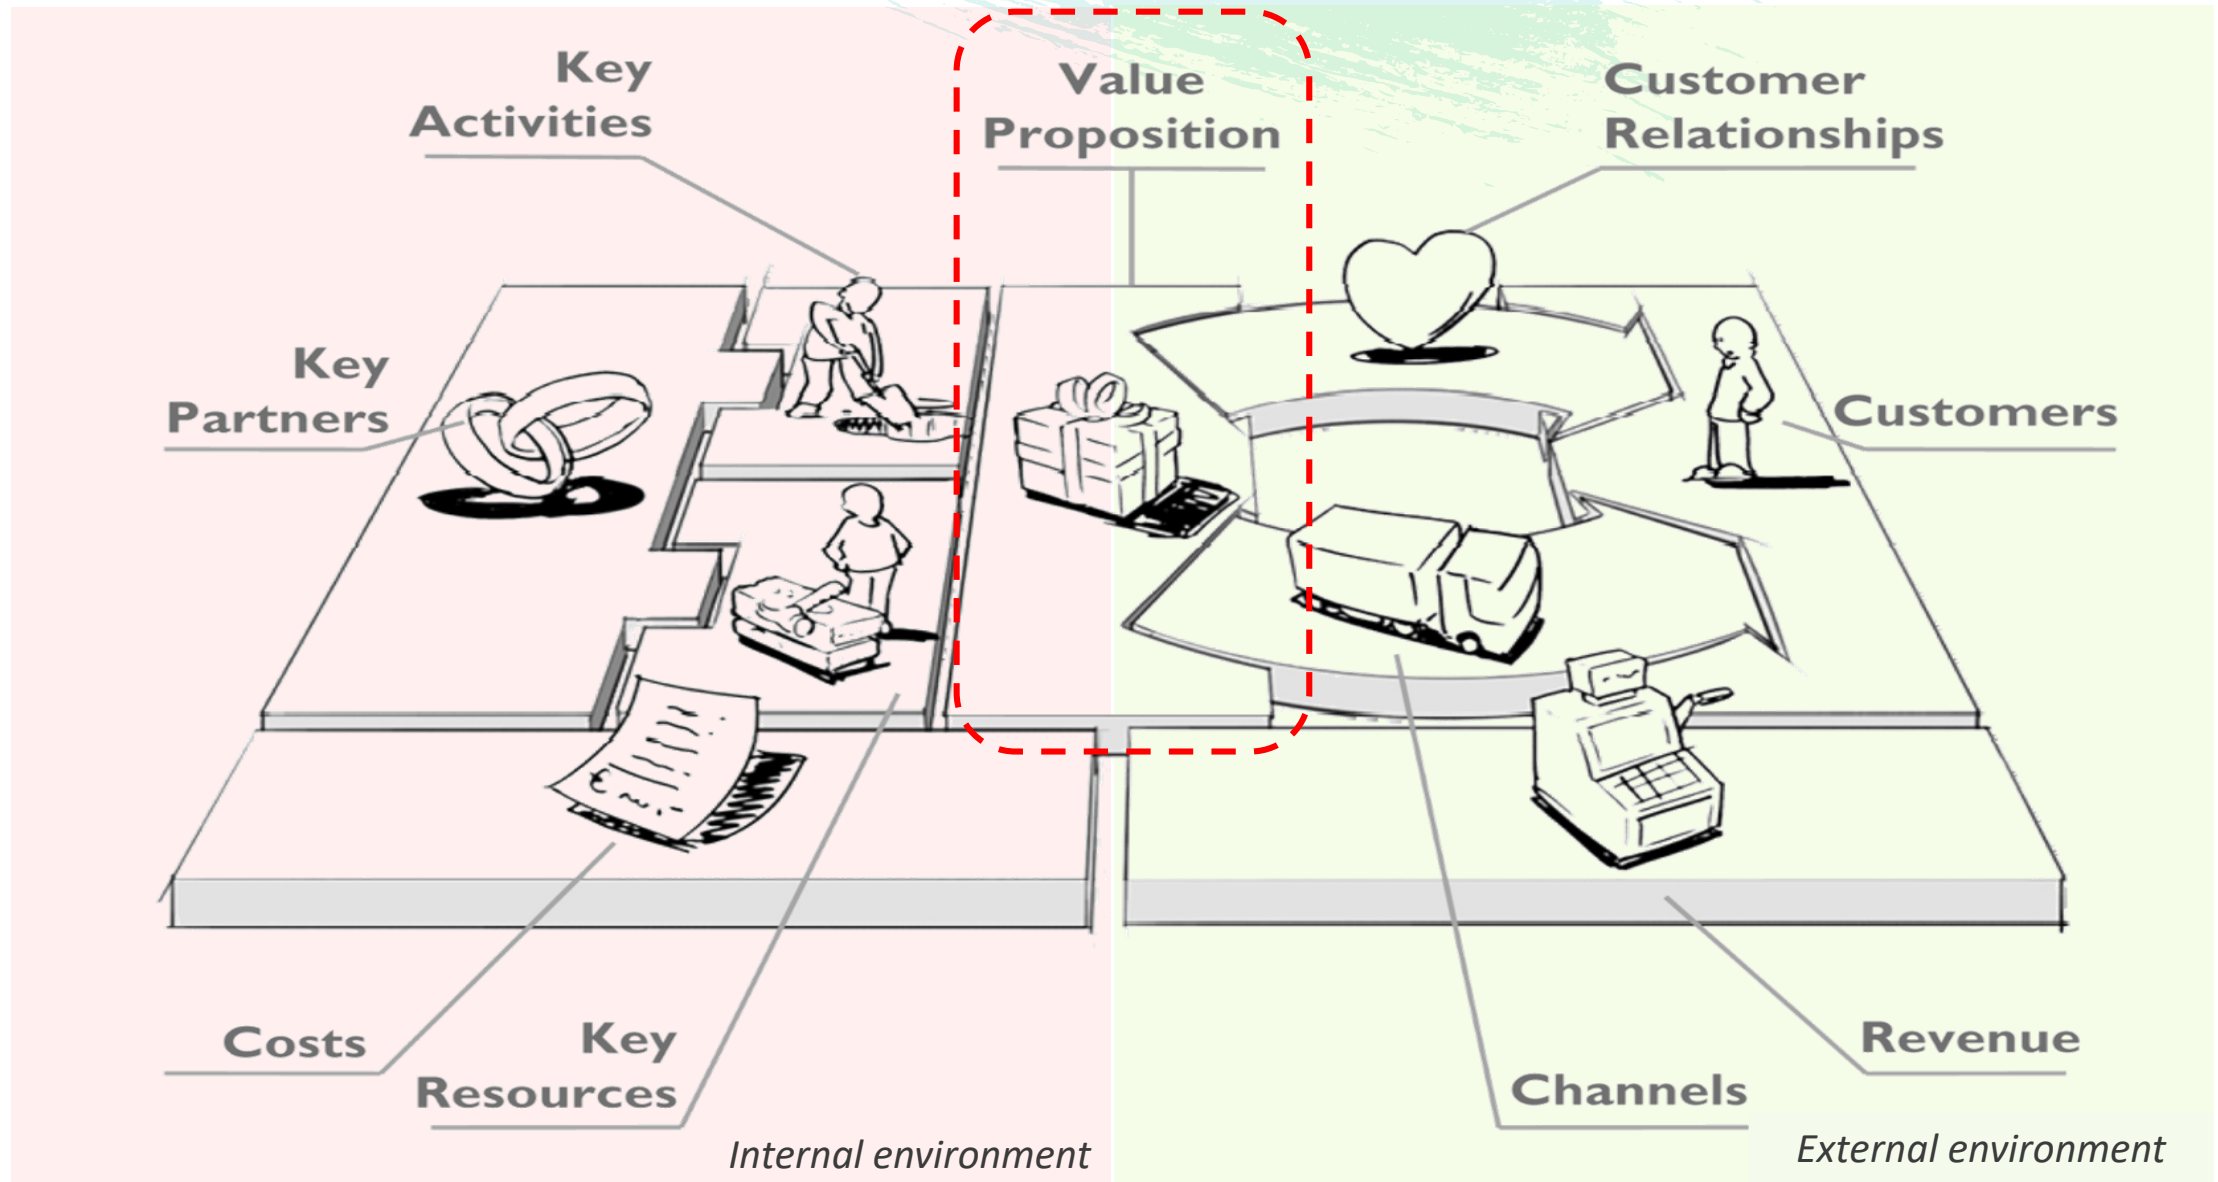 Key
Activities
Value
Proposition
Customer
Relationships
Key
Partners
Customers
Costs
Key
Resources
Channels
Revenue
Internal environment
External environment